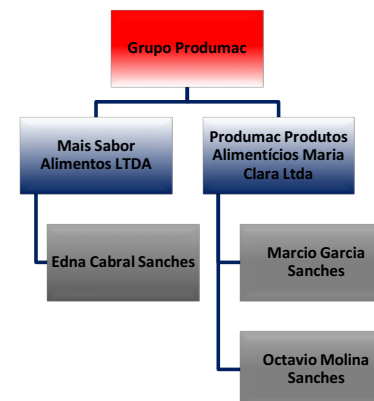 Grupo Produmac
Mais Sabor
Alimentos LTDA
Produmac Produtos
Alimentícios Maria
Clara Ltda
Edna Cabral Sanches
Marcio Garcia
Sanches
Octavio Molina
Sanches